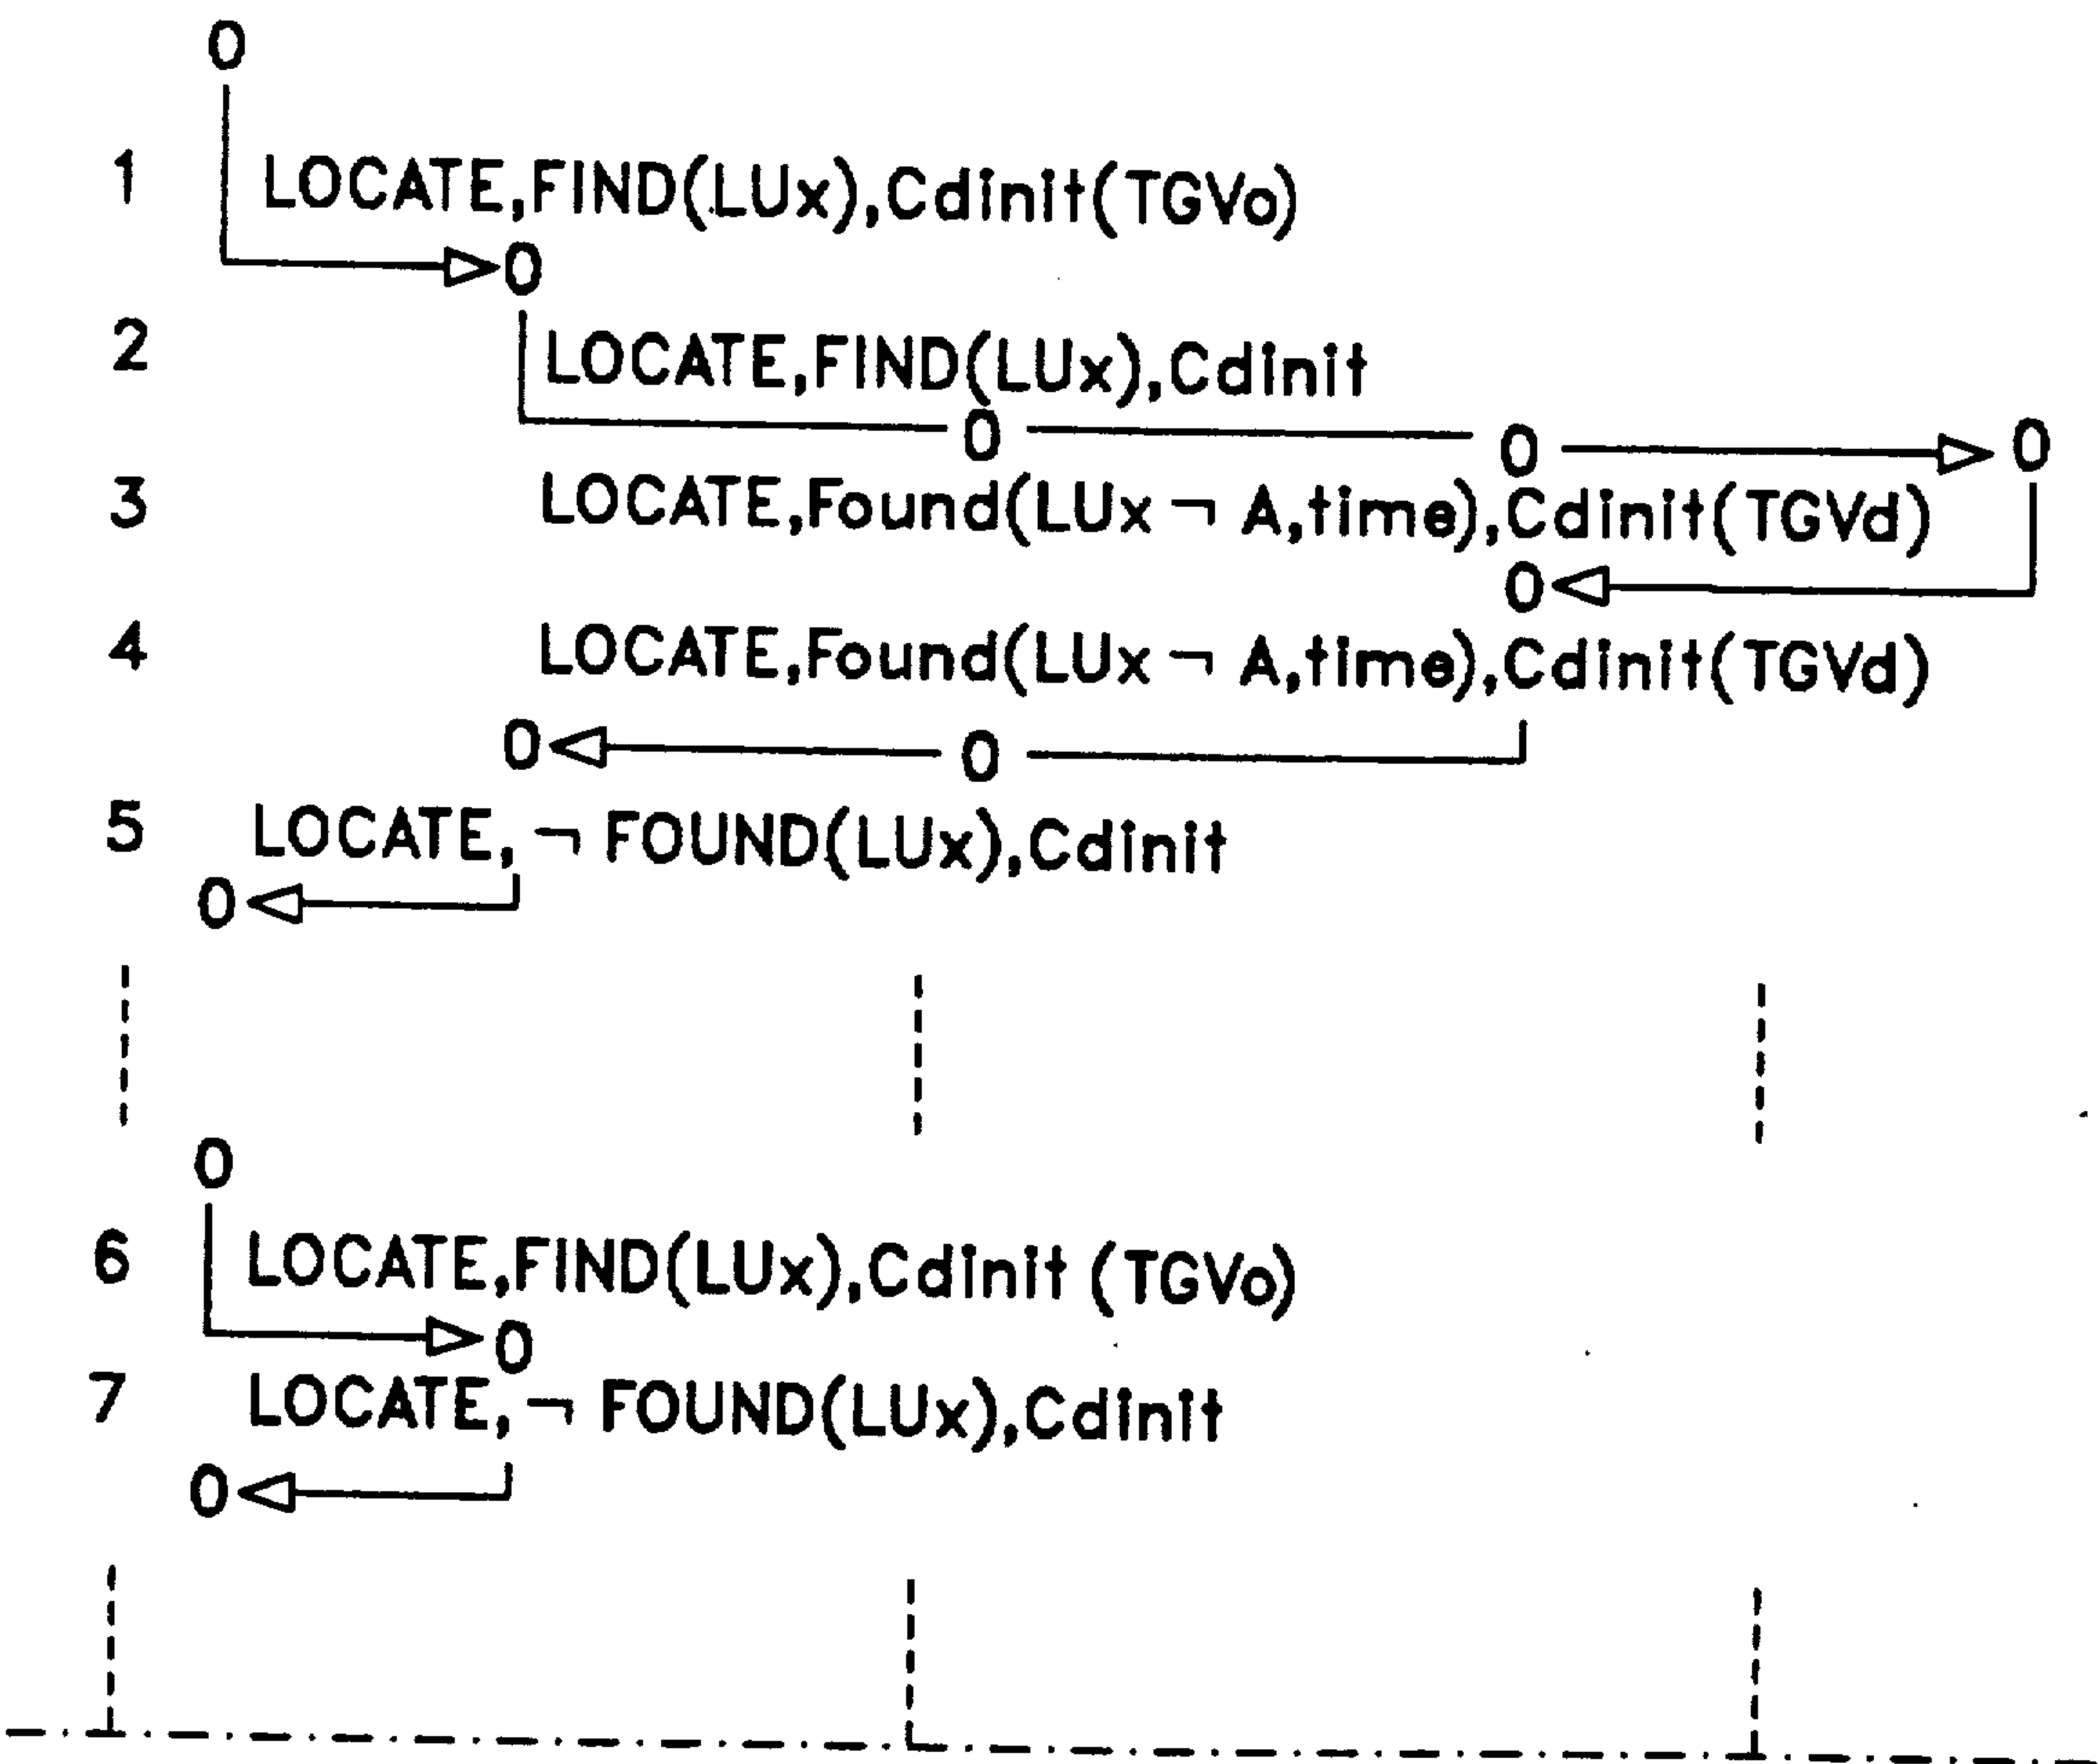 0
1 LOCATE,FIND(LUx),Cdinit(TGVo)
0
2 LOCATE,FIND(LUx),Cdinit
0 0 0
3 LOCATE,Found(LUx ¬ A,time),Cdinit(TGVd)
0
4 LOCATE,Found(LUx ¬ A,time),Cdinit(TGVd)
0 0
5 LOCATE, ¬ FOUND(LUx),Cdinit
0
0
6 LOCATE,FIND(LUx),Cdinit (TGVo)
0
7 LOCATE, ¬ FOUND(LUx),Cdinit
0